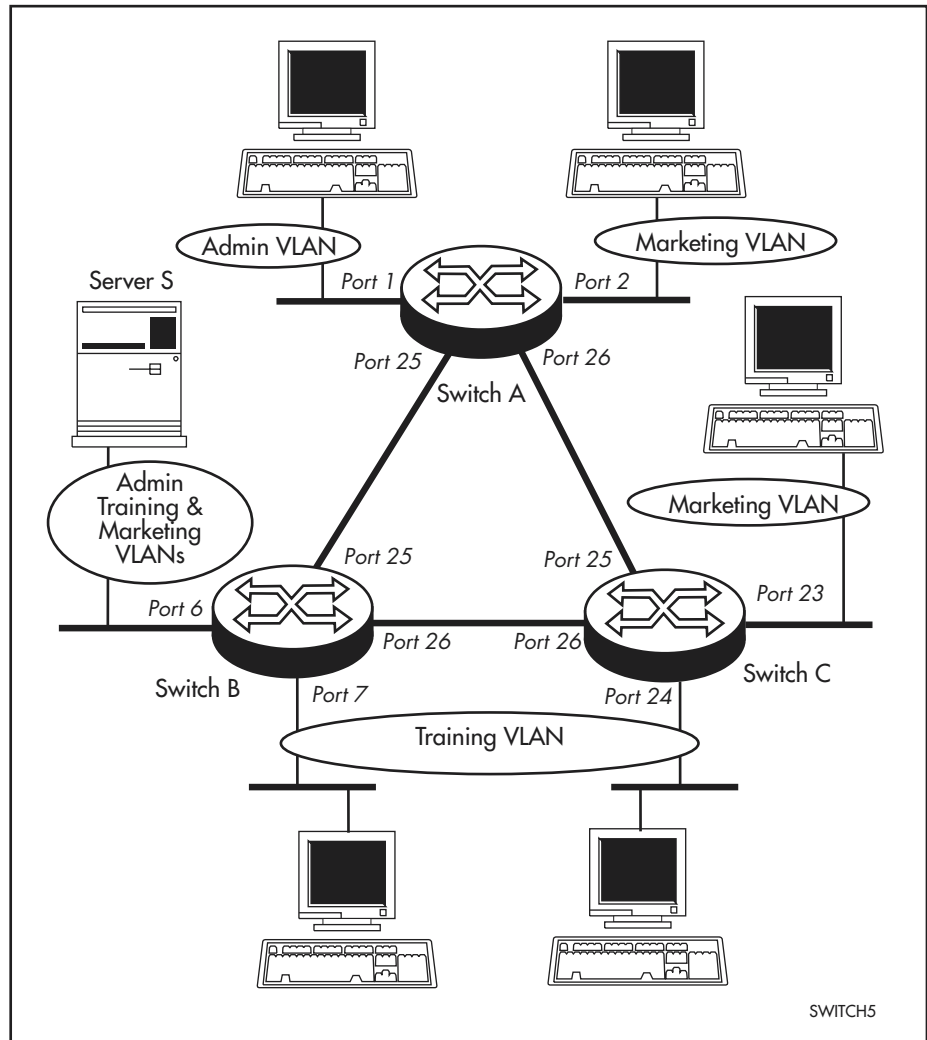 Admin VLAN
Marketing VLAN
Server S
Port 1
Port 2
Port 25
Port 26
Switch A
Admin
Training &
Marketing
VLANs
Marketing VLAN
Port 25
Port 25
Port 6
Port 23
Port 26
Port 26
Switch B
Switch C
Port 7
Port 24
Training VLAN
SWITCH5